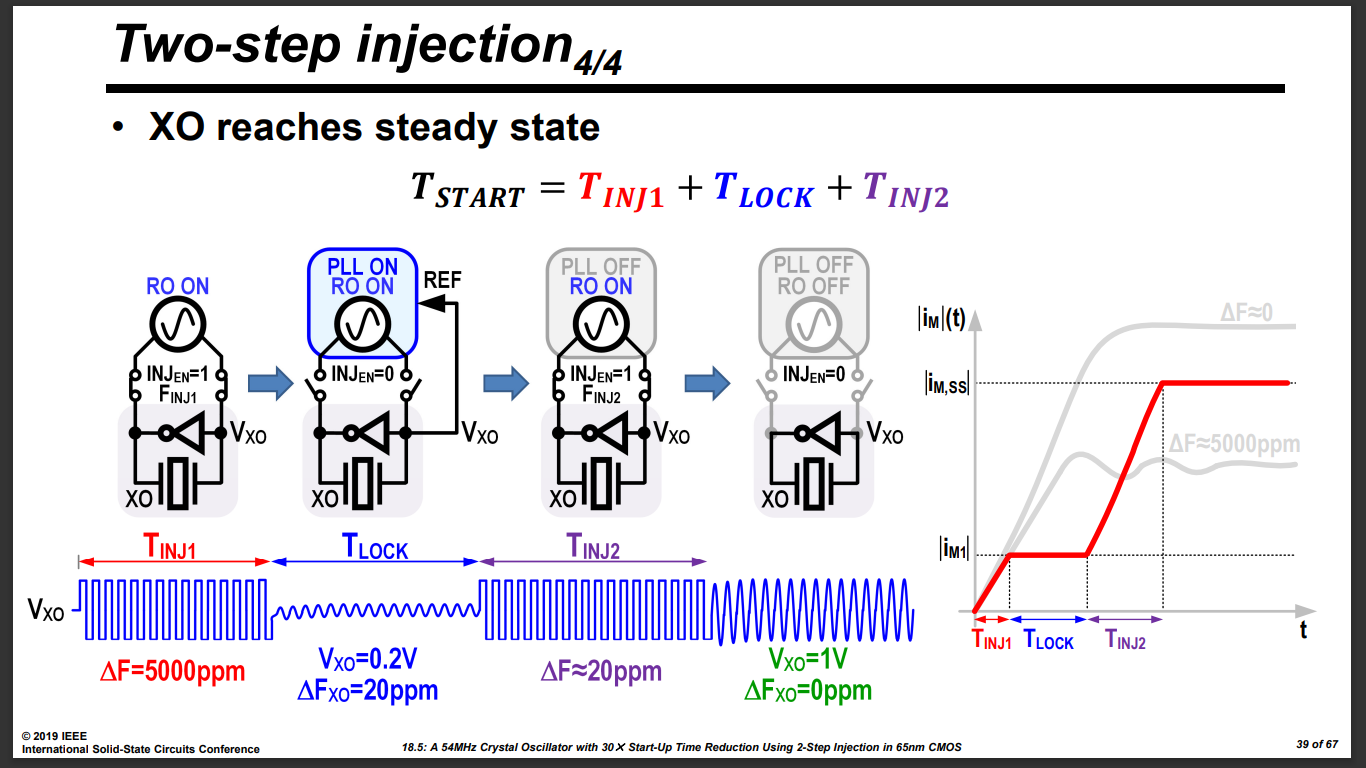 Two-step injection4/4
• XO reaches steady state
T_START = T_INJ1 + T_LOCK + T_INJ2
RO ON
INJEN=1
FINJ1
VXO
XO
PLL ON
RO ON
REF
INJEN=0
VXO
XO
PLL OFF
RO ON
INJEN=1
FINJ2
VXO
XO
PLL OFF
RO OFF
INJEN=0
VXO
XO
|iM|(t)
ΔF≈0
|iM,SS|
ΔF≈5000ppm
|iM1|
TINJ1 TLOCK TINJ2
t
TINJ1 TLOCK TINJ2
VXO
ΔF=5000ppm
VXO=0.2V
ΔFXO=20ppm
ΔF≈20ppm
VXO=1V
ΔFXO=0ppm
© 2019 IEEE
International Solid-State Circuits Conference
18.5: A 54MHz Crystal Oscillator with 30✕ Start-Up Time Reduction Using 2-Step Injection in 65nm CMOS
39 of 67